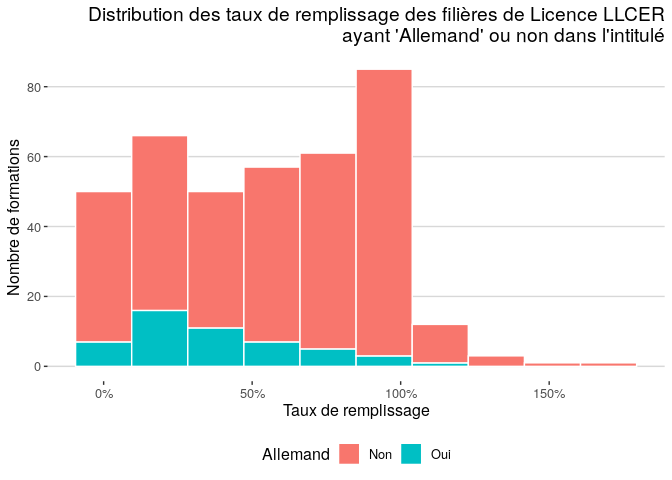 Distribution des taux de remplissage des filières de Licence LLCER
ayant 'Allemand' ou non dans l'intitulé
Nombre de formations
80
60
40
20
0
0% 50% 100% 150%
Taux de remplissage
Allemand Non Oui